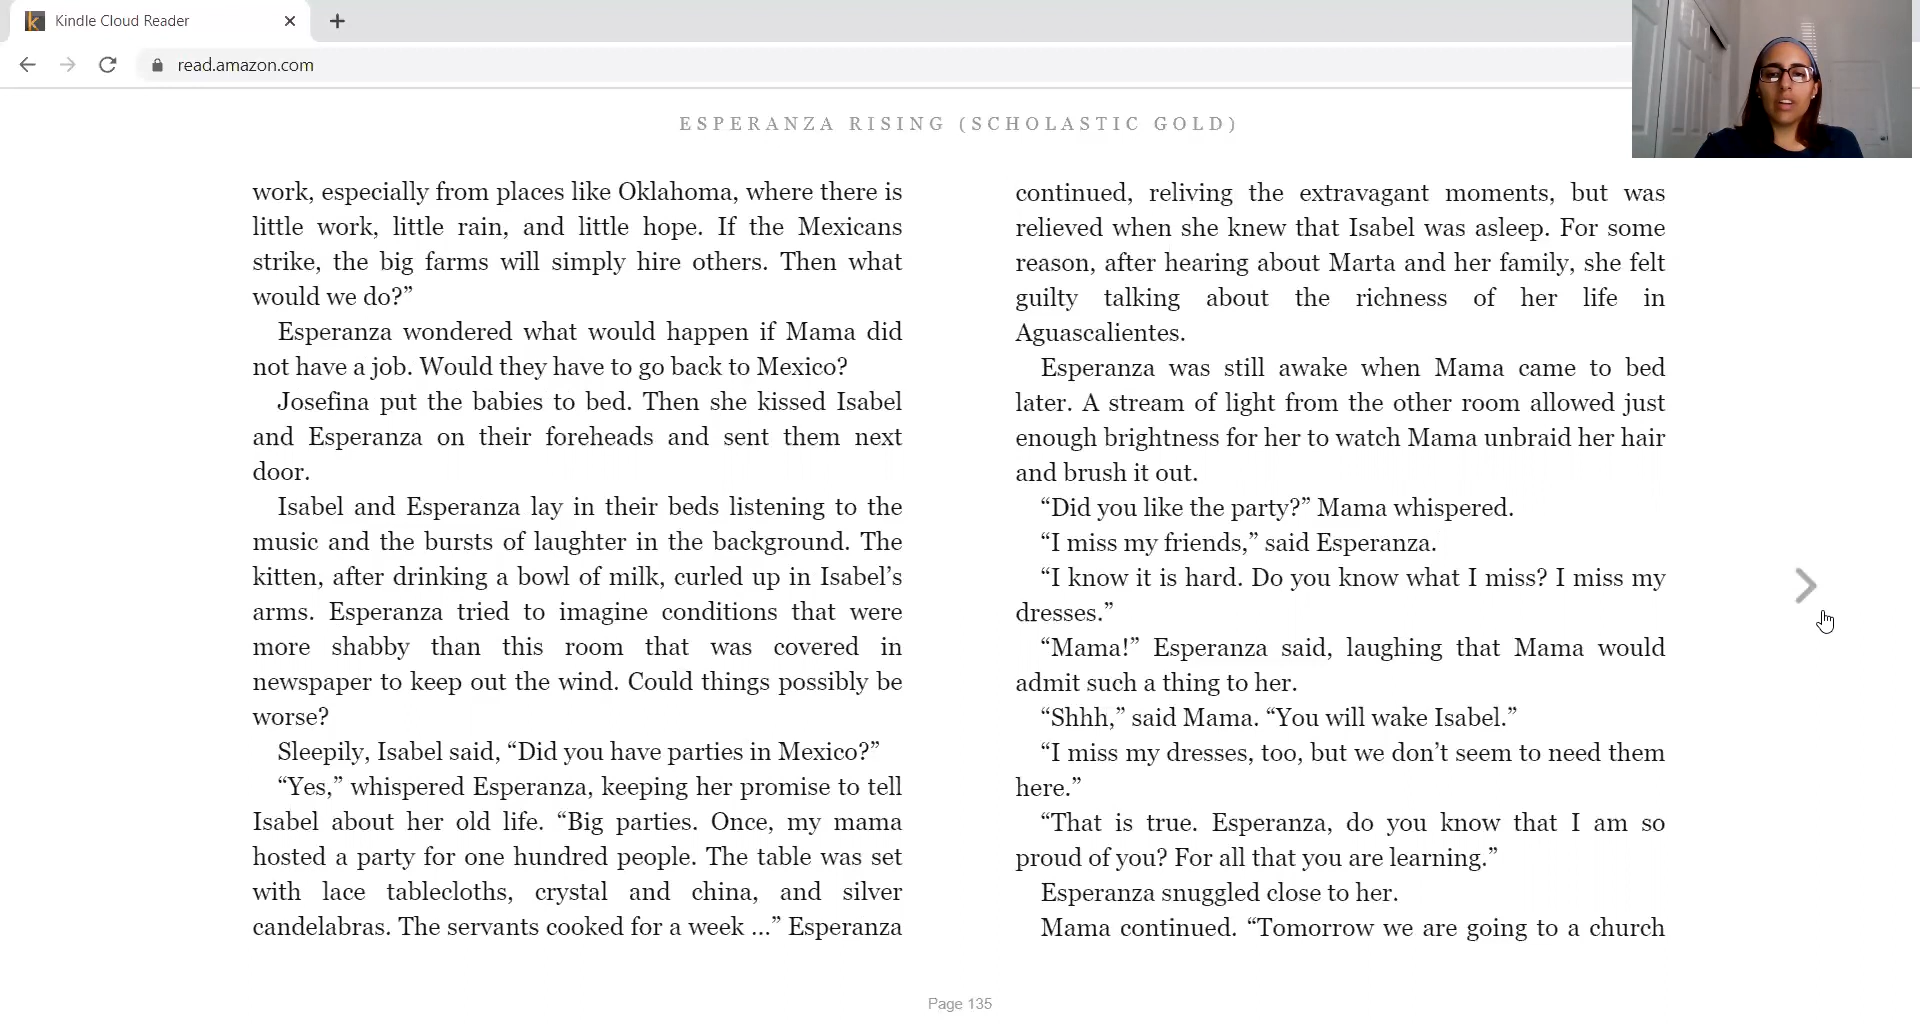 Kindle Cloud Reader
read.amazon.com
ESPERANZA RISING (SCHOLASTIC GOLD)
work, especially from places like Oklahoma, where there is
little work, little rain, and little hope. If the Mexicans
strike, the big farms will simply hire others. Then what
would we do?”
Esperanza wondered what would happen if Mama did
not have a job. Would they have to go back to Mexico?
Josefina put the babies to bed. Then she kissed Isabel
and Esperanza on their foreheads and sent them next
door.
Isabel and Esperanza lay in their beds listening to the
music and the bursts of laughter in the background. The
kitten, after drinking a bowl of milk, curled up in Isabel’s
arms. Esperanza tried to imagine conditions that were
more shabby than this room that was covered in
newspaper to keep out the wind. Could things possibly be
worse?
Sleepily, Isabel said, “Did you have parties in Mexico?”
“Yes,” whispered Esperanza, keeping her promise to tell
Isabel about her old life. “Big parties. Once, my mama
hosted a party for one hundred people. The table was set
with lace tablecloths, crystal and china, and silver
candelabras. The servants cooked for a week ...” Esperanza
continued, reliving the extravagant moments, but was
relieved when she knew that Isabel was asleep. For some
reason, after hearing about Marta and her family, she felt
guilty talking about the richness of her life in
Aguascalientes.
Esperanza was still awake when Mama came to bed
later. A stream of light from the other room allowed just
enough brightness for her to watch Mama unbraid her hair
and brush it out.
“Did you like the party?” Mama whispered.
“I miss my friends,” said Esperanza.
“I know it is hard. Do you know what I miss? I miss my
dresses.”
“Mama!” Esperanza said, laughing that Mama would
admit such a thing to her.
“Shhh,” said Mama. “You will wake Isabel.”
“I miss my dresses, too, but we don’t seem to need them
here.”
“That is true. Esperanza, do you know that I am so
proud of you? For all that you are learning.”
Esperanza snuggled close to her.
Mama continued. “Tomorrow we are going to a church
Page 135